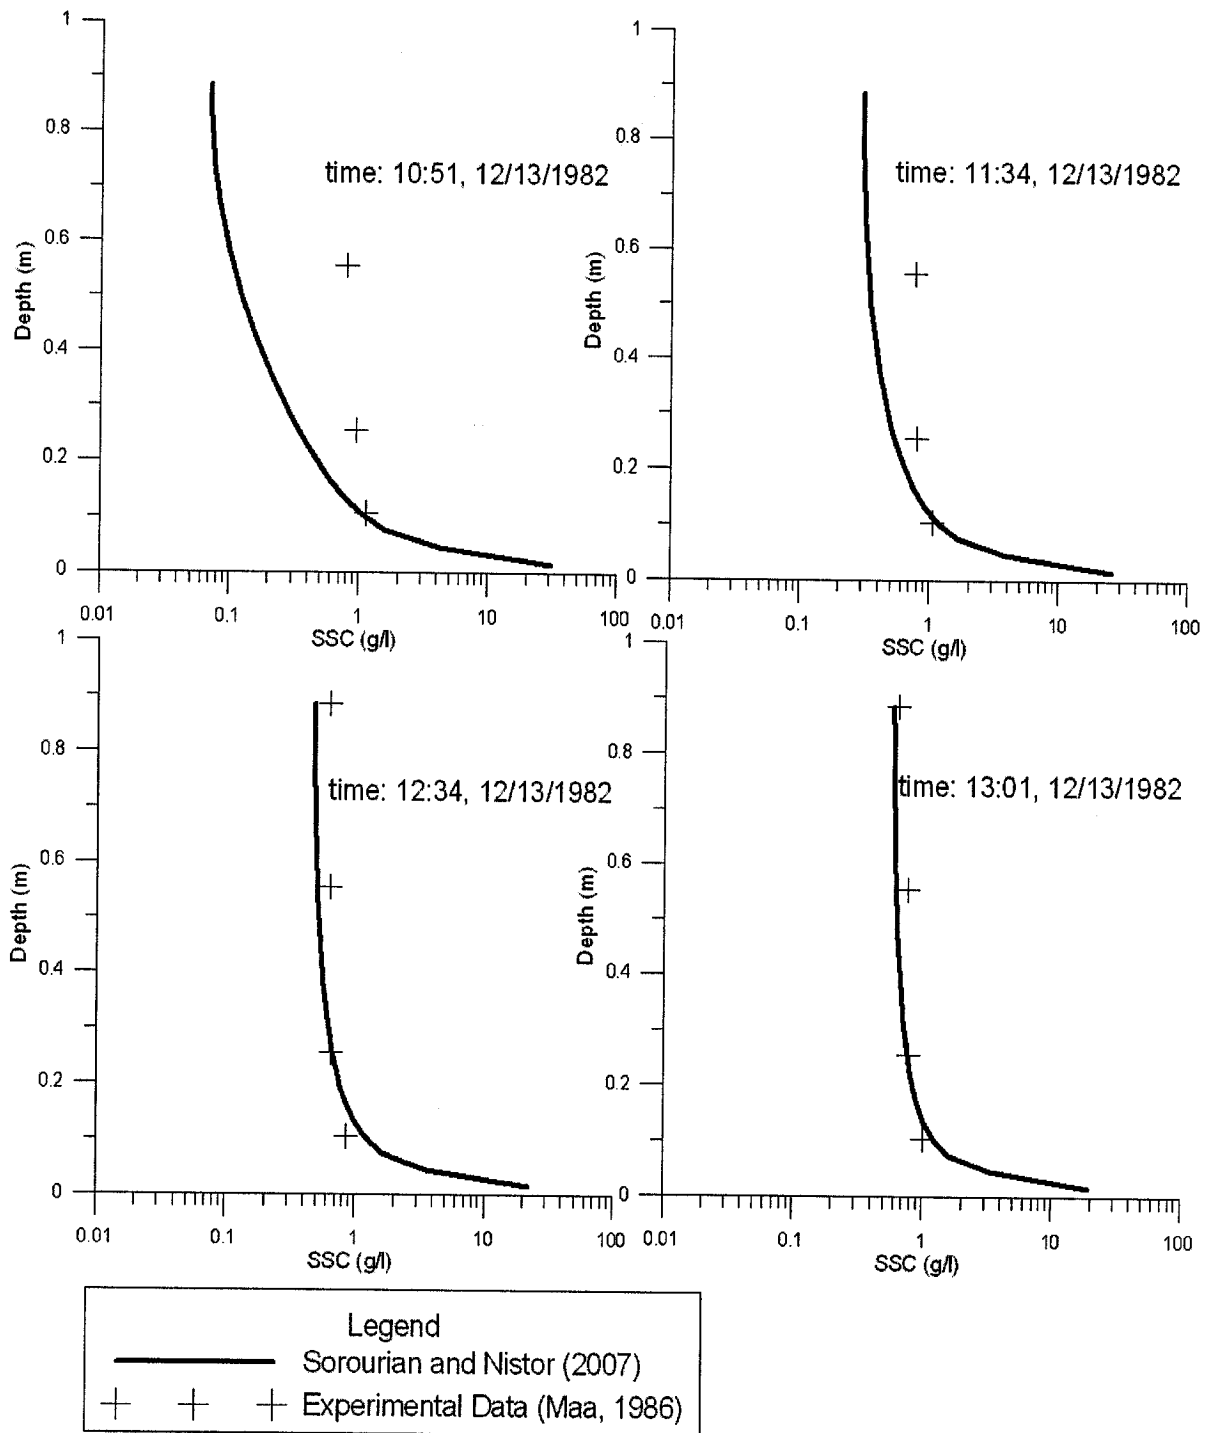 1
0.8
time: 10:51, 12/13/1982
0.6
Depth (m)
0.4
0.2
0
0.01 0.1 1 10 100
SSC (g/l)
1
0.8
time: 11:34, 12/13/1982
0.6
Depth (m)
0.4
0.2
0
0.01 0.1 1 10 100
SSC (g/l)
1
0.8
time: 12:34, 12/13/1982
0.6
Depth (m)
0.4
0.2
0
0.01 0.1 1 10 100
SSC (g/l)
1
0.8
time: 13:01, 12/13/1982
0.6
Depth (m)
0.4
0.2
0
0.01 0.1 1 10 100
SSC (g/l)
Legend
Sorourian and Nistor (2007)
Experimental Data (Maa, 1986)